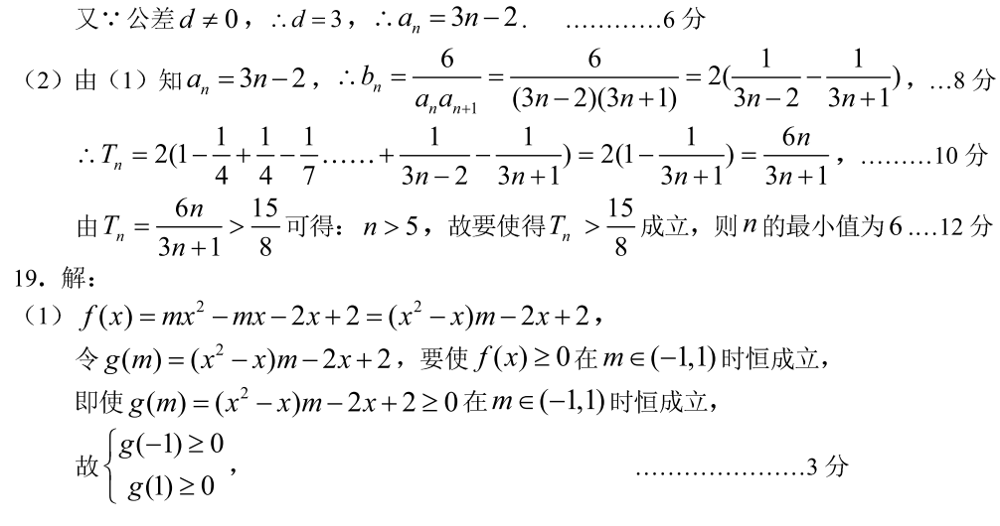 又∵公差 $d \neq 0$，∴$d=3$，∴$a_n=3n-2$．  …………6 分
（2）由（1）知 $a_n=3n-2$，∴$b_n=\dfrac{6}{a_n a_{n+1}}=\dfrac{6}{(3n-2)(3n+1)}=2(\dfrac{1}{3n-2}-\dfrac{1}{3n+1})$，…8 分
∴$T_n=2(1-\dfrac{1}{4}+\dfrac{1}{4}-\dfrac{1}{7}……+\dfrac{1}{3n-2}-\dfrac{1}{3n+1})=2(1-\dfrac{1}{3n+1})=\dfrac{6n}{3n+1}$，………10 分
由 $T_n=\dfrac{6n}{3n+1}>\dfrac{15}{8}$ 可得：$n>5$，故要使得 $T_n>\dfrac{15}{8}$ 成立，则 $n$ 的最小值为 6 .…12 分
19．解：
（1）$f(x)=mx^2-mx-2x+2=(x^2-x)m-2x+2$，
令 $g(m)=(x^2-x)m-2x+2$，要使 $f(x)\geq 0$ 在 $m\in(-1,1)$ 时恒成立，
即使 $g(m)=(x^2-x)m-2x+2\geq 0$ 在 $m\in(-1,1)$ 时恒成立，
故 $\begin{cases} g(-1)\geq 0 \\ g(1)\geq 0 \end{cases}$，  …………………3 分